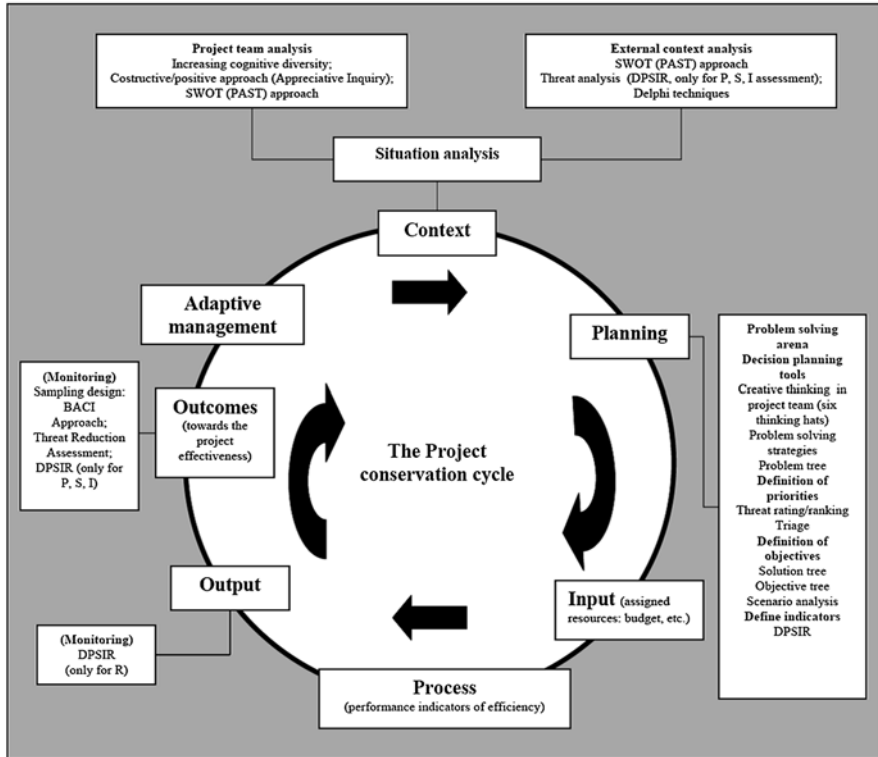 Project team analysis
Increasing cognitive diversity;
Costructive/positive approach (Appreciative Inquiry);
SWOT (PAST) approach
External context analysis
SWOT (PAST) approach
Threat analysis (DPSIR, only for P, S, I assessment);
Delphi techniques
Situation analysis
Context
Adaptive
management
Planning
Problem solving
arena
Decision planning
tools
Creative thinking in
project team (six
thinking hats)
Problem solving
strategies
Problem tree
Definition of
priorities
Threat rating/ranking
Triage
Definition of
objectives
Solution tree
Objective tree
Scenario analysis
Define indicators
DPSIR
(Monitoring)
Sampling design:
BACI
Approach;
Threat Reduction
Assessment;
DPSIR (only for
P, S, I)
Outcomes
(towards the
project
effectiveness)
The Project
conservation cycle
Output
Input (assigned
resources: budget, etc.)
(Monitoring)
DPSIR
(only for R)
Process
(performance indicators of efficiency)